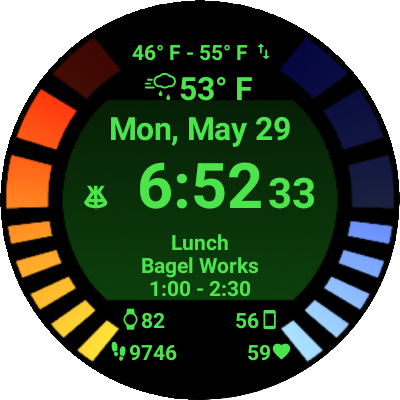 46° F - 55° F
53° F
Mon, May 29
6:52 33
Lunch
Bagel Works
1:00 - 2:30
82 56
9746 59